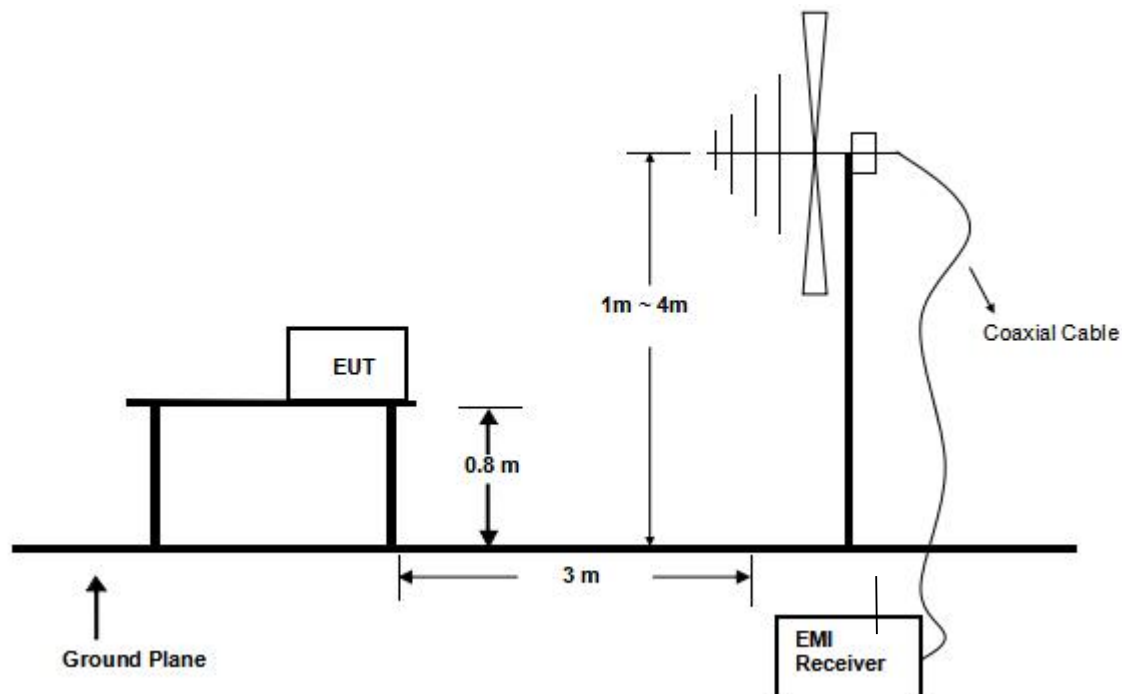 1m ~ 4m
Coaxial Cable
EUT
0.8 m
3 m
Ground Plane
EMI
Receiver